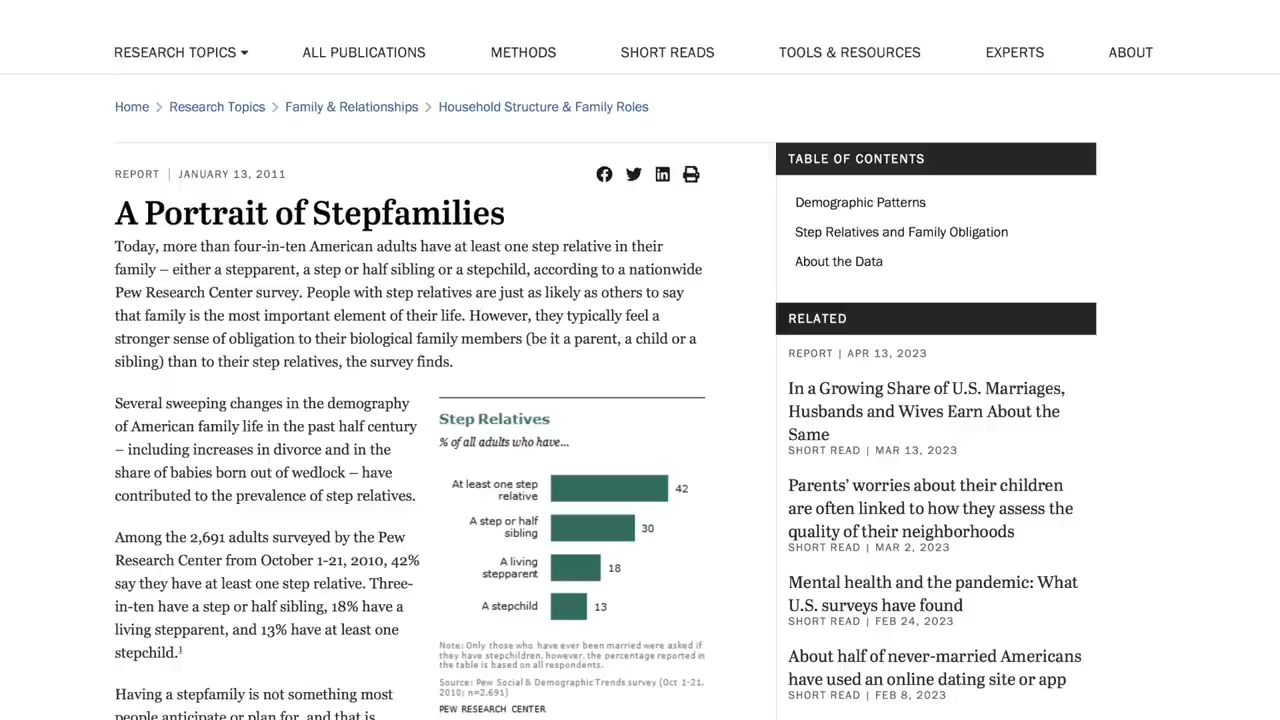 RESEARCH TOPICS
ALL PUBLICATIONS
METHODS
SHORT READS
TOOLS & RESOURCES
EXPERTS
ABOUT
Home > Research Topics > Family & Relationships > Household Structure & Family Roles
REPORT | JANUARY 13, 2011
A Portrait of Stepfamilies
Today, more than four-in-ten American adults have at least one step relative in their
family – either a stepparent, a step or half sibling or a stepchild, according to a nationwide
Pew Research Center survey. People with step relatives are just as likely as others to say
that family is the most important element of their life. However, they typically feel a
stronger sense of obligation to their biological family members (be it a parent, a child or a
sibling) than to their step relatives, the survey finds.
Several sweeping changes in the demography
of American family life in the past half century
– including increases in divorce and in the
share of babies born out of wedlock – have
contributed to the prevalence of step relatives.
Among the 2,691 adults surveyed by the Pew
Research Center from October 1-21, 2010, 42%
say they have at least one step relative. Three-
in-ten have a step or half sibling, 18% have a
living stepparent, and 13% have at least one
stepchild.1
Having a stepfamily is not something most
people anticipate or plan for, and that is
Step Relatives
% of all adults who have...
At least one step
relative
42
A step or half
sibling
30
A living
stepparent
18
A stepchild
13
Note: Only those who have ever been married were asked if
they have stepchildren, however, the percentage reported in
the table is based on all respondents.
Source: Pew Social & Demographic Trends survey (Oct 1-21,
2010; n=2,691)
PEW RESEARCH CENTER
TABLE OF CONTENTS
Demographic Patterns
Step Relatives and Family Obligation
About the Data
RELATED
REPORT | APR 13, 2023
In a Growing Share of U.S. Marriages,
Husbands and Wives Earn About the
Same
SHORT READ | MAR 13, 2023
Parents' worries about their children
are often linked to how they assess the
quality of their neighborhoods
SHORT READ | MAR 2, 2023
Mental health and the pandemic: What
U.S. surveys have found
SHORT READ | FEB 24, 2023
About half of never-married Americans
have used an online dating site or app
SHORT READ | FEB 8, 2023